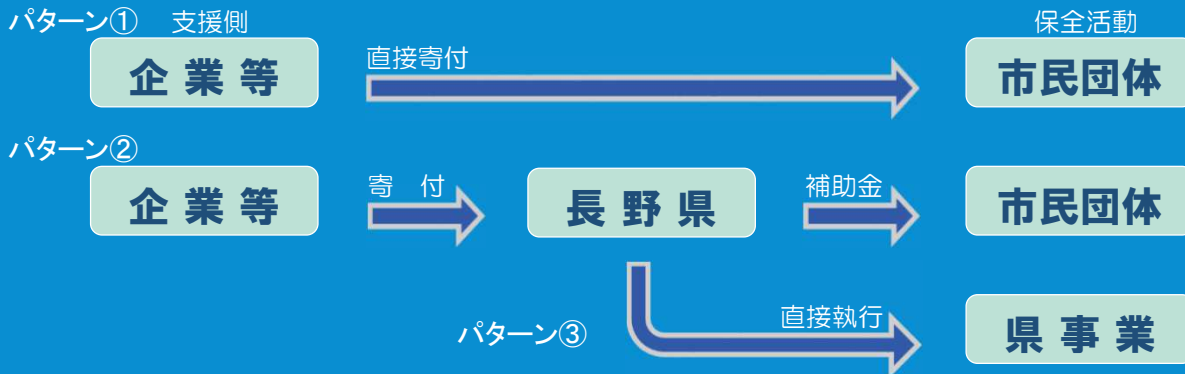 パターン① 支援側 保全活動
企業等 直接寄付 市民団体
パターン②
企業等 寄 付 長野県 補助金 市民団体
パターン③ 直接執行 県事業